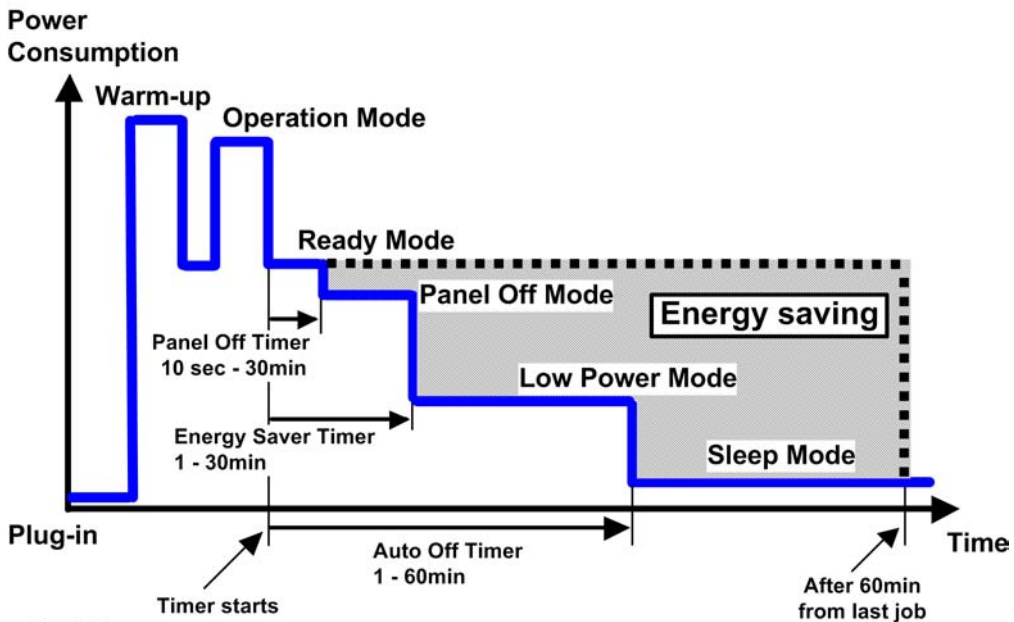 Power
Consumption
Warm-up
Operation Mode
Ready Mode
Panel Off Mode
Energy saving
Panel Off Timer
10 sec - 30min
Low Power Mode
Energy Saver Timer
1 - 30min
Sleep Mode
Plug-in
Time
Auto Off Timer
1 - 60min
Timer starts
After 60min
from last job